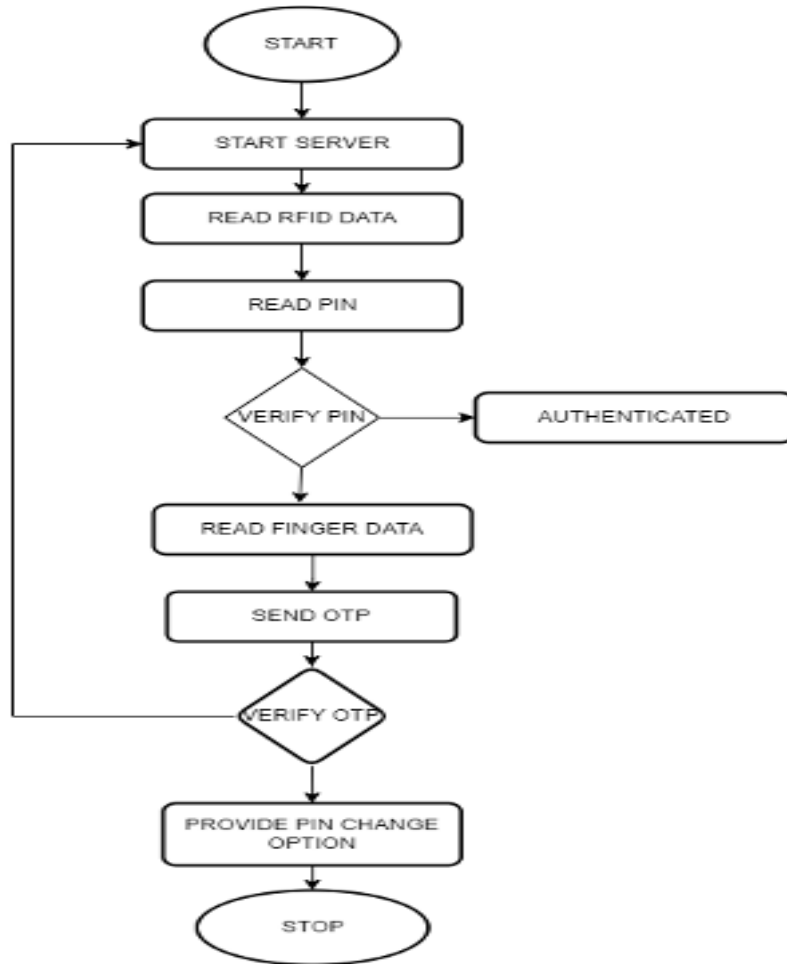 START
START SERVER
READ RFID DATA
READ PIN
VERIFY PIN
AUTHENTICATED
READ FINGER DATA
SEND OTP
VERIFY OTP
PROVIDE PIN CHANGE
OPTION
STOP